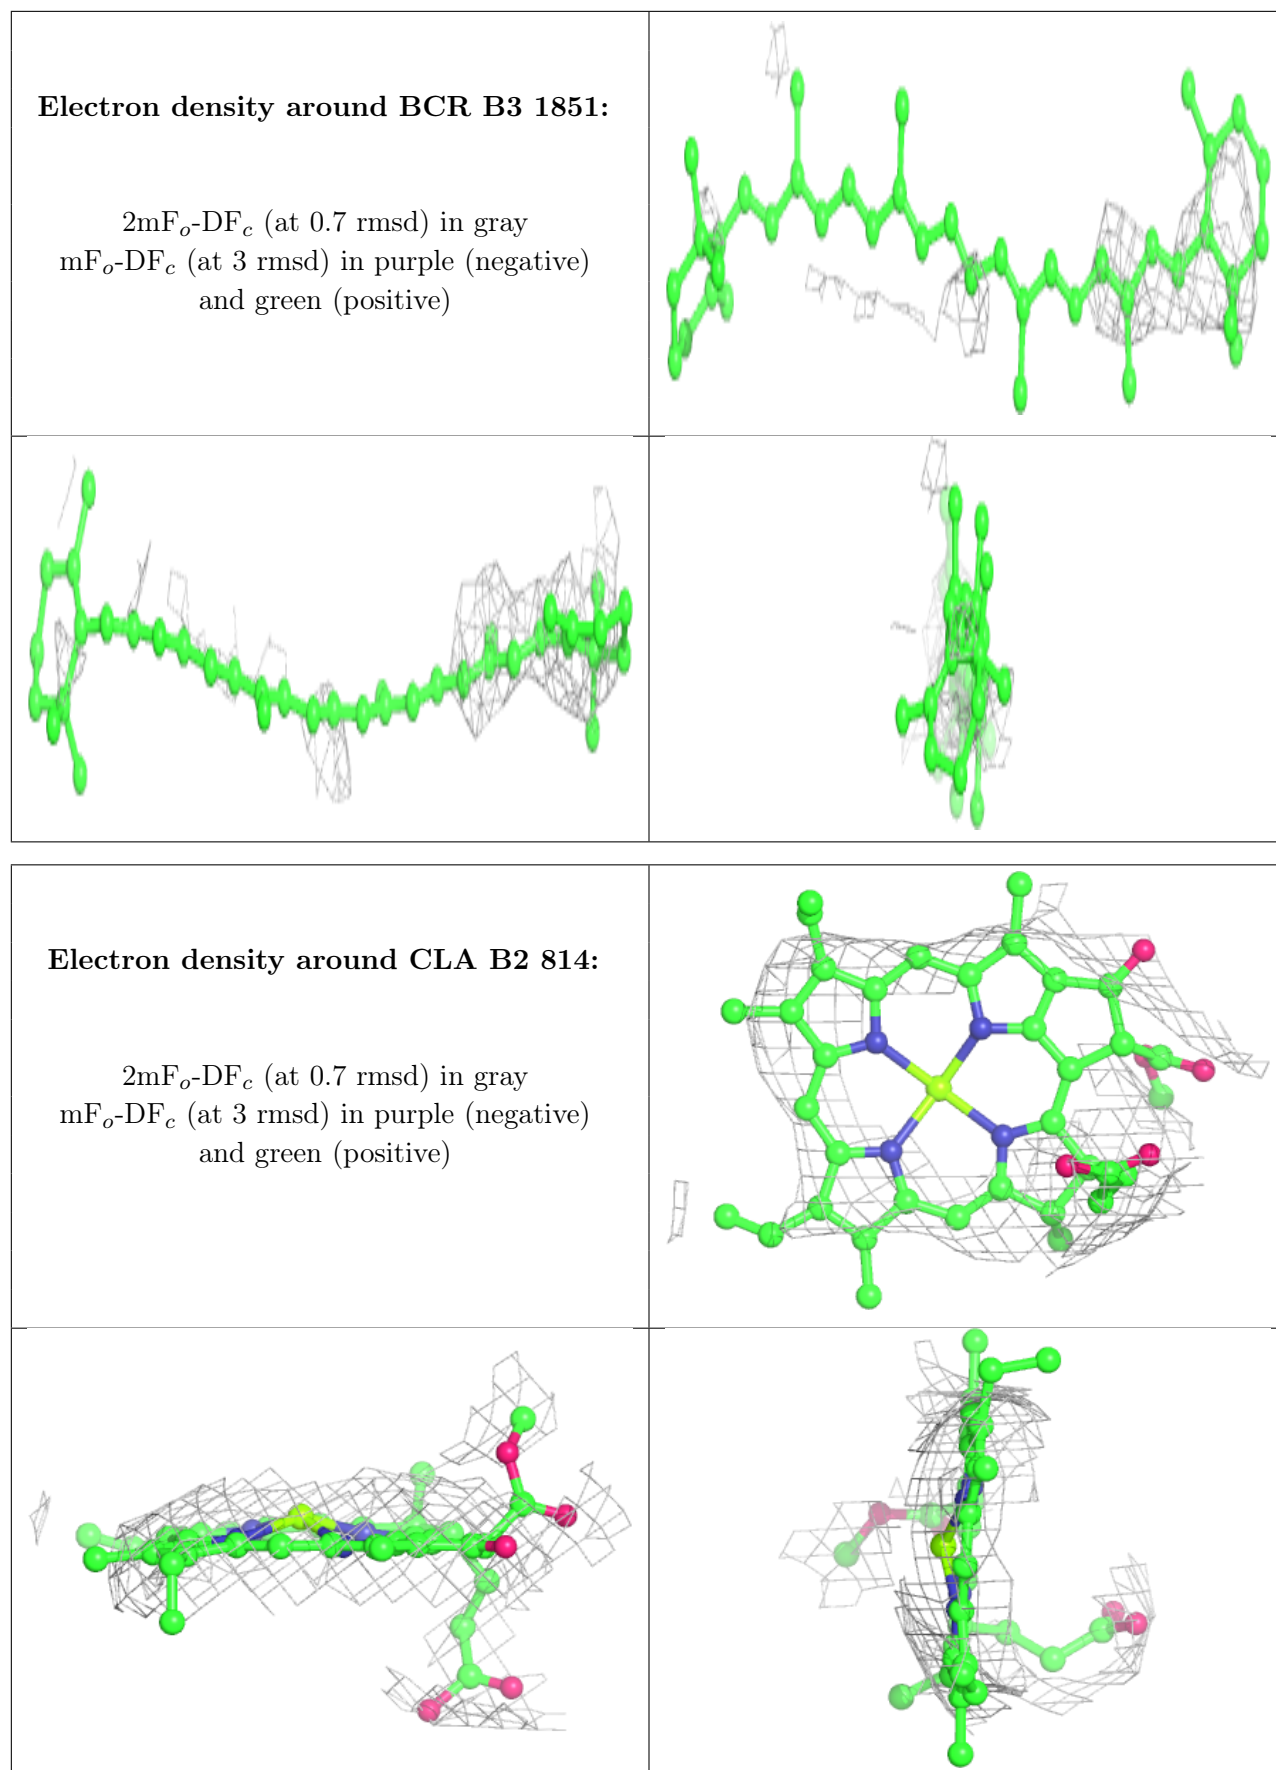 Electron density around BCR B3 1851:
2mFo-DFc (at 0.7 rmsd) in gray
mFo-DFc (at 3 rmsd) in purple (negative)
and green (positive)
Electron density around CLA B2 814:
2mFo-DFc (at 0.7 rmsd) in gray
mFo-DFc (at 3 rmsd) in purple (negative)
and green (positive)